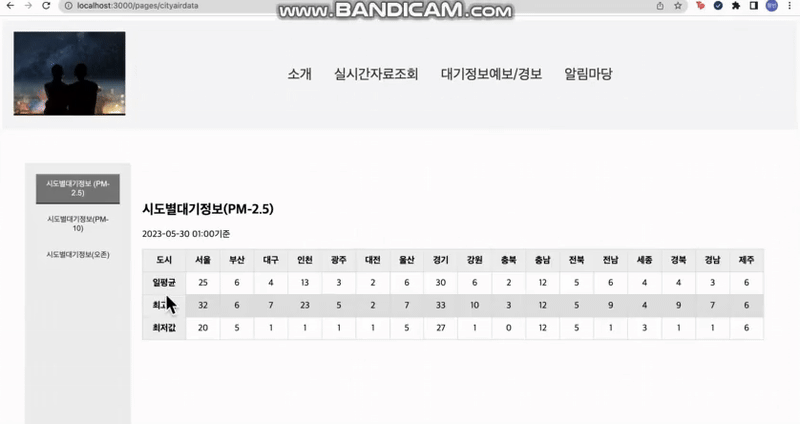 localhost:3000/pages/cityairdata
www.BANDICAM.com
소개 실시간자료조회 대기정보예보/경보 알림마당
시도별대기정보 (PM-
2.5)
시도별대기정보(PM-
10)
시도별대기정보(오존)
시도별대기정보(PM-2.5)
2023-05-30 01:00기준
도시 서울 부산 대구 인천 광주 대전 울산 경기 강원 충북 충남 전북 전남 세종 경북 경남 제주
일평균 25 6 4 13 3 2 6 30 6 2 12 5 6 4 4 3 6
최고 32 6 7 23 5 2 7 33 10 3 12 5 9 4 9 7 6
최저값 20 5 1 1 1 1 5 27 1 0 12 5 1 3 1 1 6